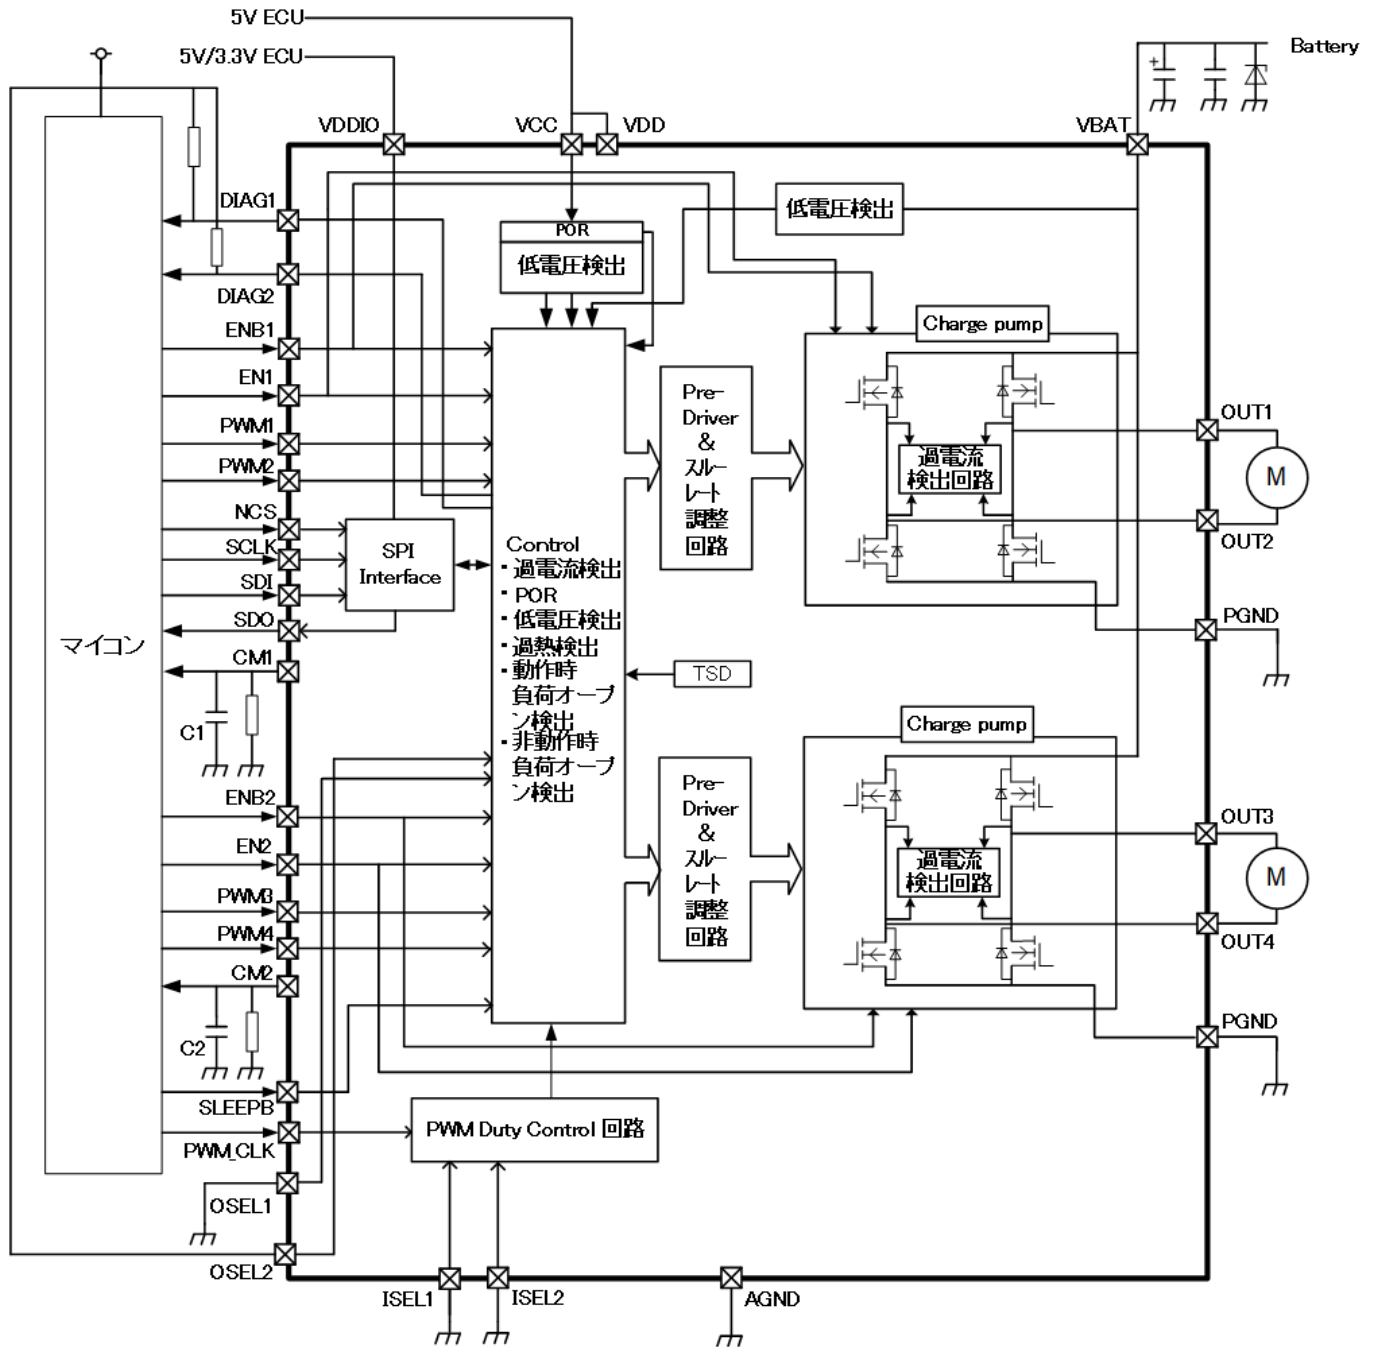 5V ECU
5V/3.3V ECU
Battery
+
VDDIO
VCC
VDD
VBAT
DIAG1
POR
低電圧検出
低電圧検出
DIAG2
ENB1
EN1
PWM1
PWM2
NCS
SCLK
SDI
SDO
CM1
C1
ENB2
EN2
PWM3
PWM4
CM2
C2
SLEEPB
PWM_CLK
OSEL1
OSEL2
マイコン
SPI
Interface
Control
・過電流検出
・POR
・低電圧検出
・過熱検出
・動作時
負荷オープ
ン検出
・非動作時
負荷オープ
ン検出
Pre-
Driver
&
スルー
レート
調整
回路
Charge pump
過電流
検出回路
OUT1
M
OUT2
PGND
TSD
Pre-
Driver
&
スルー
レート
調整
回路
Charge pump
過電流
検出回路
OUT3
M
OUT4
PGND
PWM Duty Control 回路
ISEL1
ISEL2
AGND